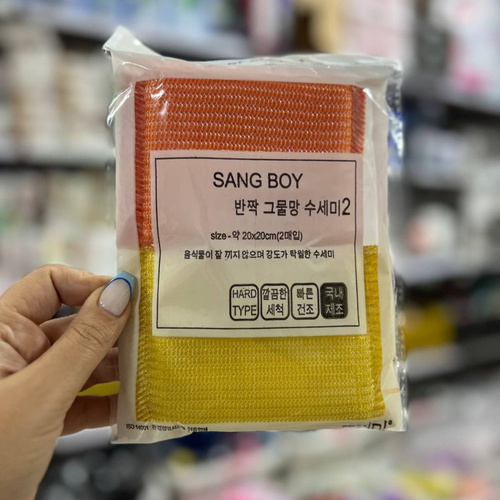 SANG BOY
반짝 그물망 수세미2
size - 약 20x20cm(2매입)
음식물이 잘 끼지 않으며 강도가 탁월한 수세미
HARD TYPE
깔끔한 세척
빠른 건조
국내 제조
ISO 14001